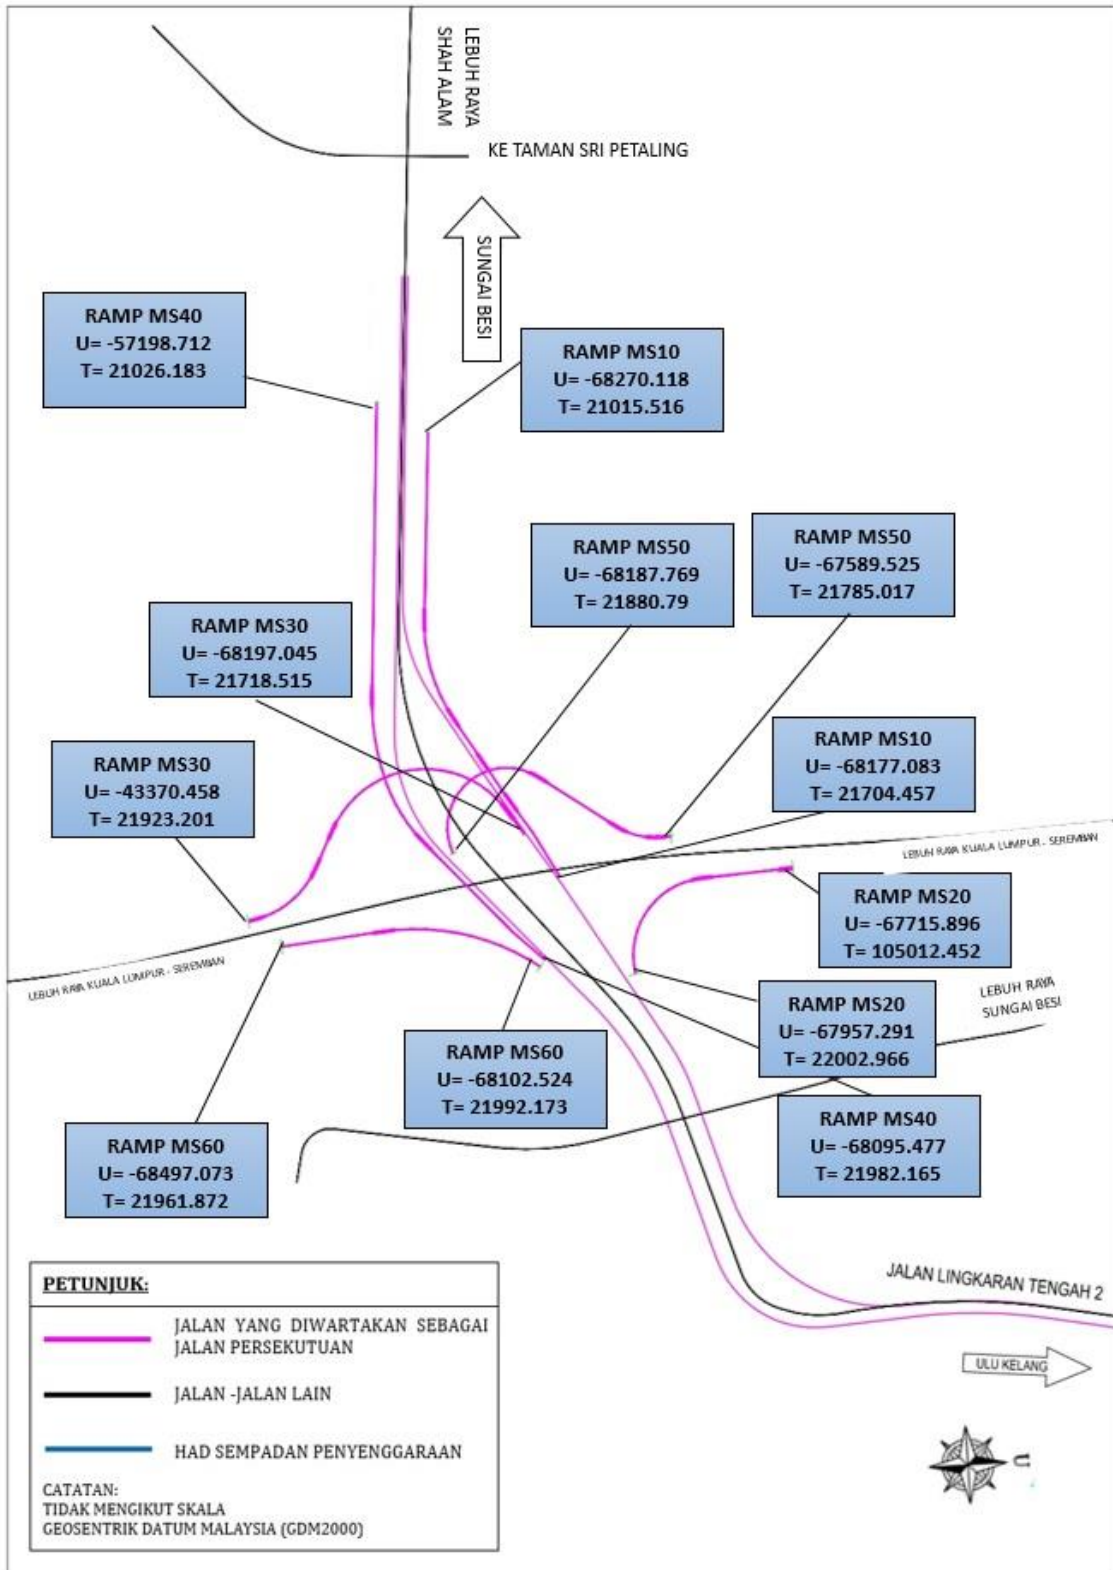 LEBUH RAYA
SHAH ALAM
KE TAMAN SRI PETALING
SUNGAI BESI
RAMP MS40
U= -57198.712
T= 21026.183
RAMP MS10
U= -68270.118
T= 21015.516
RAMP MS50
U= -68187.769
T= 21880.79
RAMP MS50
U= -67589.525
T= 21785.017
RAMP MS30
U= -68197.045
T= 21718.515
RAMP MS10
U= -68177.083
T= 21704.457
RAMP MS30
U= -43370.458
T= 21923.201
LEBUH RAYA KUALA LUMPUR - SEREMBAN
RAMP MS20
U= -67715.896
T= 105012.452
LEBUH RAYA KUALA LUMPUR - SEREMBAN
LEBUH RAYA
SUNGAI BESI
RAMP MS20
U= -67957.291
T= 22002.966
RAMP MS60
U= -68102.524
T= 21992.173
RAMP MS40
U= -68095.477
T= 21982.165
RAMP MS60
U= -68497.073
T= 21961.872
JALAN LINGKARAN TENGAH 2
ULU KELANG
U
PETUNJUK:
JALAN YANG DIWARTAKAN SEBAGAI
JALAN PERSEKUTUAN
JALAN -JALAN LAIN
HAD SEMPADAN PENYENGGARAAN
CATATAN:
TIDAK MENGIKUT SKALA
GEOSENTRIK DATUM MALAYSIA (GDM2000)